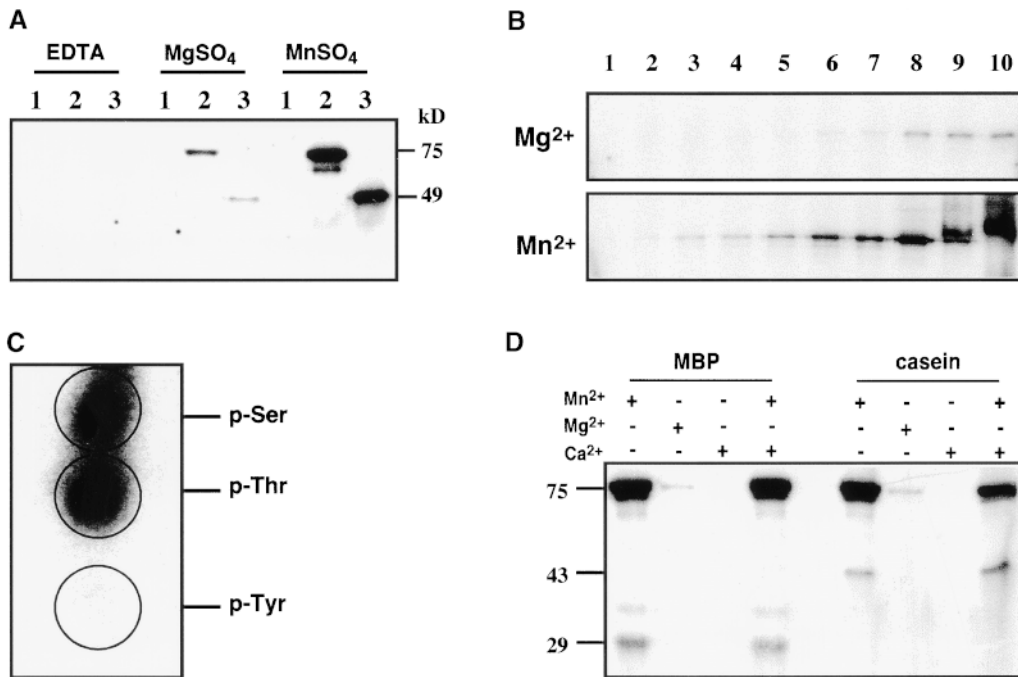 A
EDTA MgSO₄ MnSO₄
1 2 3 1 2 3 1 2 3 kD
75
49
B
1 2 3 4 5 6 7 8 9 10
Mg²⁺
Mn²⁺
C
p-Ser
p-Thr
p-Tyr
D
MBP casein
Mn²⁺ + - - + + - - +
Mg²⁺ - + - - - + - -
Ca²⁺ - - + + - - + +
75
43
29